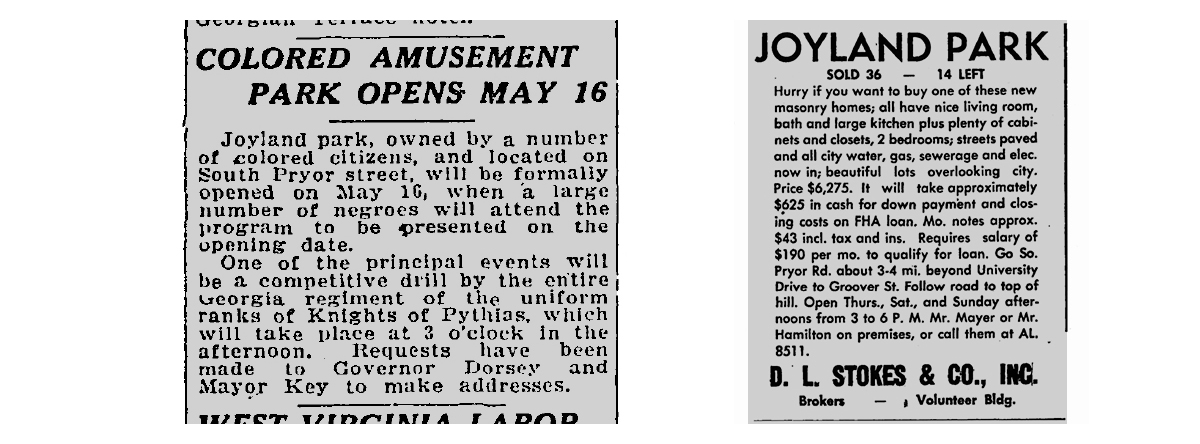 Georgian Terrace hotel.
COLORED AMUSEMENT
PARK OPENS MAY 16
Joyland park, owned by a number
of colored citizens, and located on
South Pryor street, will be formally
opened on May 16, when a large
number of negroes will attend the
program to be presented on the
opening date.
One of the principal events will
be a competitive drill by the entire
Georgia regiment of the uniform
ranks of Knights of Pythias, which
will take place at 3 o'clock in the
afternoon. Requests have been
made to Governor Dorsey and
Mayor Key to make addresses.
WEST VIRGINIA LABOR
JOYLAND PARK
SOLD 36 — 14 LEFT
Hurry if you want to buy one of these new
masonry homes; all have nice living room,
bath and large kitchen plus plenty of cabi-
nets and closets, 2 bedrooms; streets paved
and all city water, gas, sewerage and elec.
now in; beautiful lots overlooking city.
Price $6,275. It will take approximately
$625 in cash for down payment and clos-
ing costs on FHA loan. Mo. notes approx.
$43 incl. tax and ins. Requires salary of
$190 per mo. to qualify for loan. Go So.
Pryor Rd. about 3-4 mi. beyond University
Drive to Groover St. Follow road to top of
hill. Open Thurs., Sat., and Sunday after-
noons from 3 to 6 P. M. Mr. Mayer or Mr.
Hamilton on premises, or call them at AL.
8511.
D. L. STOKES & CO., INC.
Brokers — Volunteer Bldg.